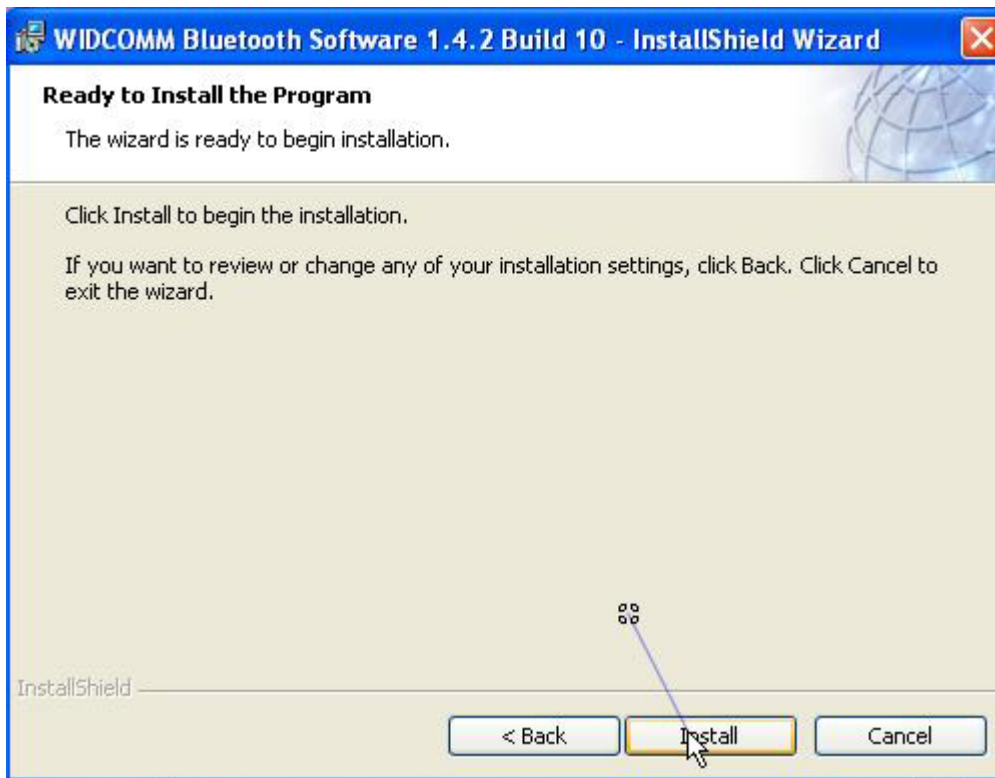 WIDCOMM Bluetooth Software 1.4.2 Build 10 - InstallShield Wizard
Ready to Install the Program
The wizard is ready to begin installation.
Click Install to begin the installation.
If you want to review or change any of your installation settings, click Back. Click Cancel to
exit the wizard.
InstallShield
< Back Install Cancel